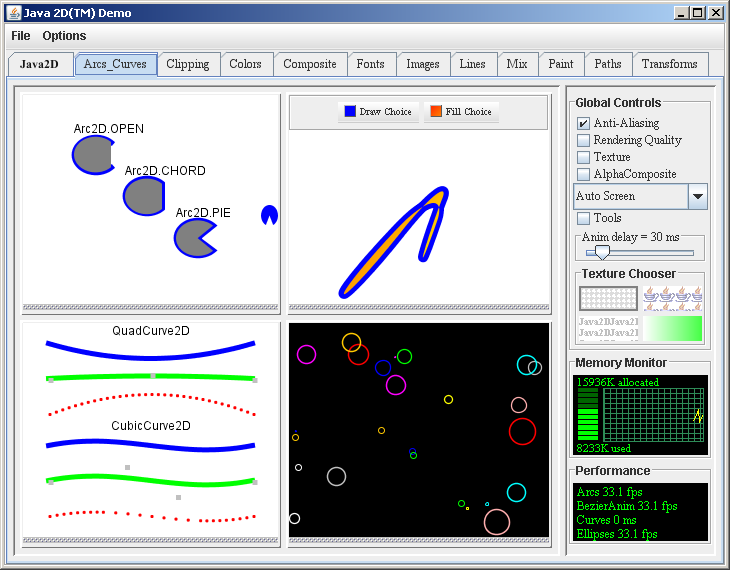 Java 2D(TM) Demo
File Options
Java2D Arcs_Curves Clipping Colors Composite Fonts Images Lines Mix Paint Paths Transforms
Arc2D.OPEN
Arc2D.CHORD
Arc2D.PIE
Draw Choice Fill Choice
QuadCurve2D
CubicCurve2D
Global Controls
Anti-Aliasing
Rendering Quality
Texture
AlphaComposite
Auto Screen
Tools
Anim delay = 30 ms
Texture Chooser
Java2DJava2D
Java2DJava2D
Memory Monitor
15936K allocated
8233K used
Performance
Arcs 33.1 fps
BezierAnim 33.1 fps
Curves 0 ms
Ellipses 33.1 fps